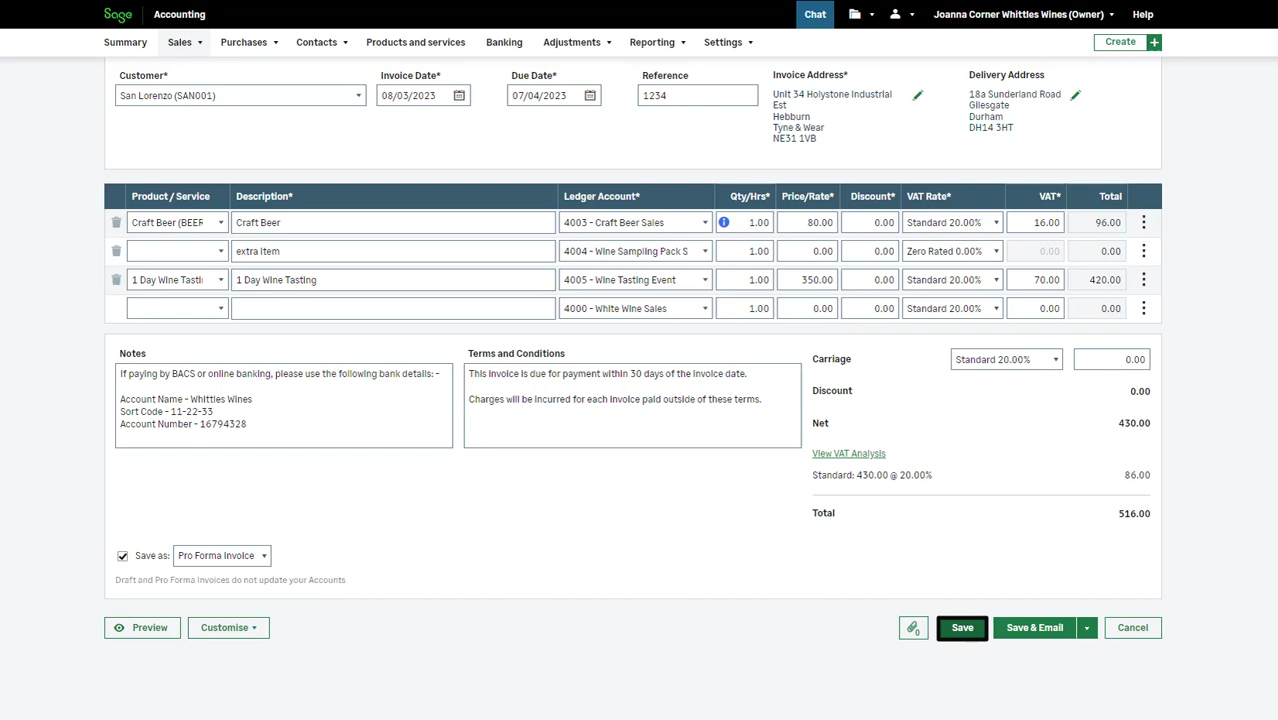 Sage Accounting Chat Joanna Corner Whittles Wines (Owner) Help
Summary Sales Purchases Contacts Products and services Banking Adjustments Reporting Settings Create +
Customer* Invoice Date* Due Date* Reference Invoice Address* Delivery Address
San Lorenzo (SAN001) 08/03/2023 07/04/2023 1234
Unit 34 Holystone Industrial
Est
Hebburn
Tyne & Wear
NE31 1VB
18a Sunderland Road
Gilesgate
Durham
DH14 3HT
Product / Service Description* Ledger Account* Qty/Hrs* Price/Rate* Discount* VAT Rate* VAT* Total
Craft Beer (BEER Craft Beer 4003 - Craft Beer Sales 1.00 80.00 0.00 Standard 20.00% 16.00 96.00
extra item 4004 - Wine Sampling Pack S 1.00 0.00 0.00 Zero Rated 0.00% 0.00 0.00
1 Day Wine Tasti 1 Day Wine Tasting 4005 - Wine Tasting Event 1.00 350.00 0.00 Standard 20.00% 70.00 420.00
4000 - White Wine Sales 1.00 0.00 0.00 Standard 20.00% 0.00 0.00
Notes
If paying by BACS or online banking, please use the following bank details: -
Account Name - Whittles Wines
Sort Code - 11-22-33
Account Number - 16794328
Terms and Conditions
This invoice is due for payment within 30 days of the invoice date.
Charges will be incurred for each invoice paid outside of these terms.
Carriage Standard 20.00% 0.00
Discount 0.00
Net 430.00
View VAT Analysis
Standard: 430.00 @ 20.00% 86.00
Total 516.00
Save as: Pro Forma Invoice
Draft and Pro Forma Invoices do not update your Accounts
Preview Customise 0 Save Save & Email Cancel